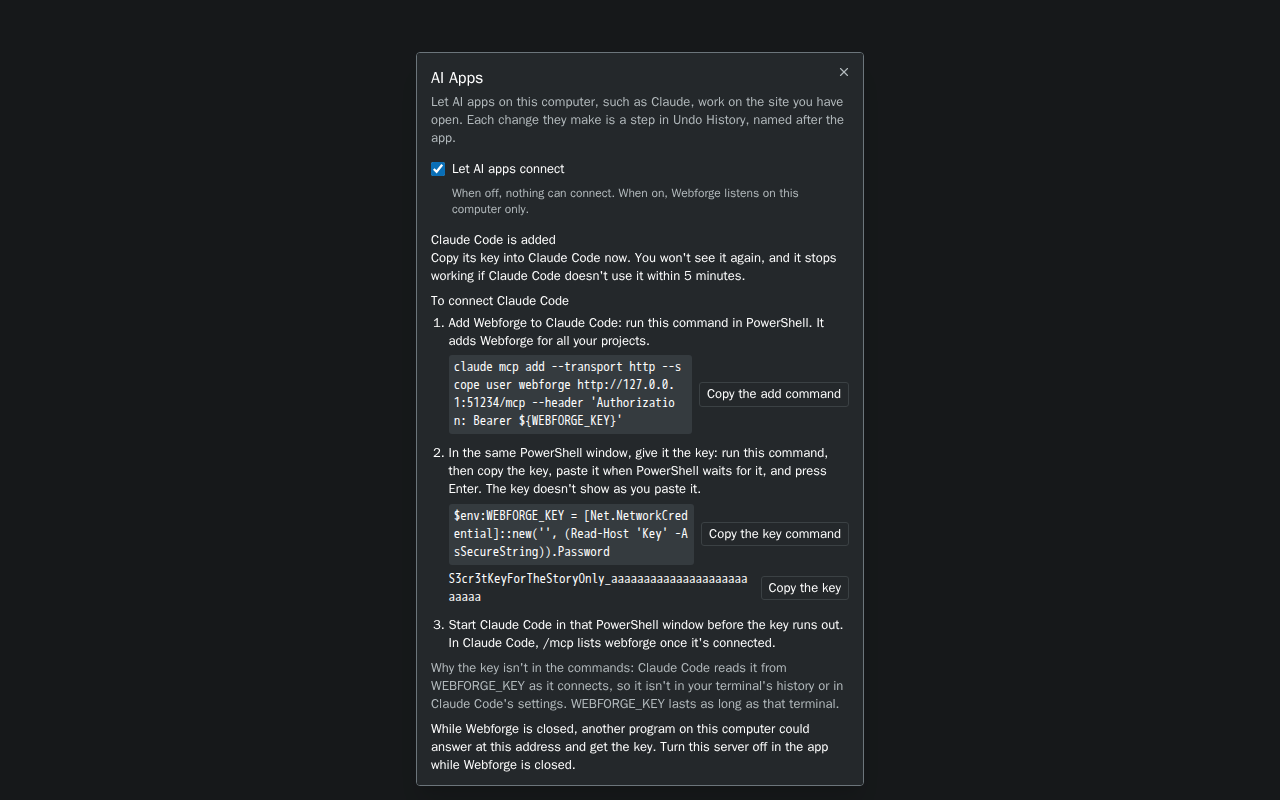 AI Apps
Let AI apps on this computer, such as Claude, work on the site you have
open. Each change they make is a step in Undo History, named after the
app.
Let AI apps connect
When off, nothing can connect. When on, Webforge listens on this
computer only.
Claude Code is added
Copy its key into Claude Code now. You won't see it again, and it stops
working if Claude Code doesn't use it within 5 minutes.
To connect Claude Code
1. Add Webforge to Claude Code: run this command in PowerShell. It
adds Webforge for all your projects.
claude mcp add --transport http --s
cope user webforge http://127.0.0.
1:51234/mcp --header 'Authorizatio
n: Bearer ${WEBFORGE_KEY}'
Copy the add command
2. In the same PowerShell window, give it the key: run this command,
then copy the key, paste it when PowerShell waits for it, and press
Enter. The key doesn't show as you paste it.
$env:WEBFORGE_KEY = [Net.NetworkCred
ential]::new('', (Read-Host 'Key' -A
sSecureString)).Password
Copy the key command
S3cr3tKeyForTheStoryOnly_aaaaaaaaaaaaaaaaaaaaa
aaaaa
Copy the key
3. Start Claude Code in that PowerShell window before the key runs out.
In Claude Code, /mcp lists webforge once it's connected.
Why the key isn't in the commands: Claude Code reads it from
WEBFORGE_KEY as it connects, so it isn't in your terminal's history or in
Claude Code's settings. WEBFORGE_KEY lasts as long as that terminal.
While Webforge is closed, another program on this computer could
answer at this address and get the key. Turn this server off in the app
while Webforge is closed.